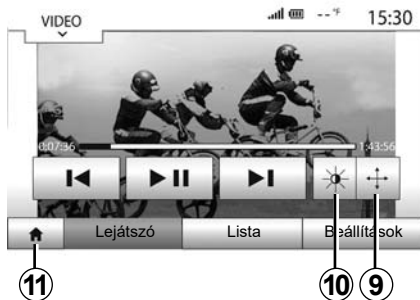 VIDEO
--°F
15:30
0:07:36
1:43:56
Lejátszó
Lista
Beállítások
11
10
9